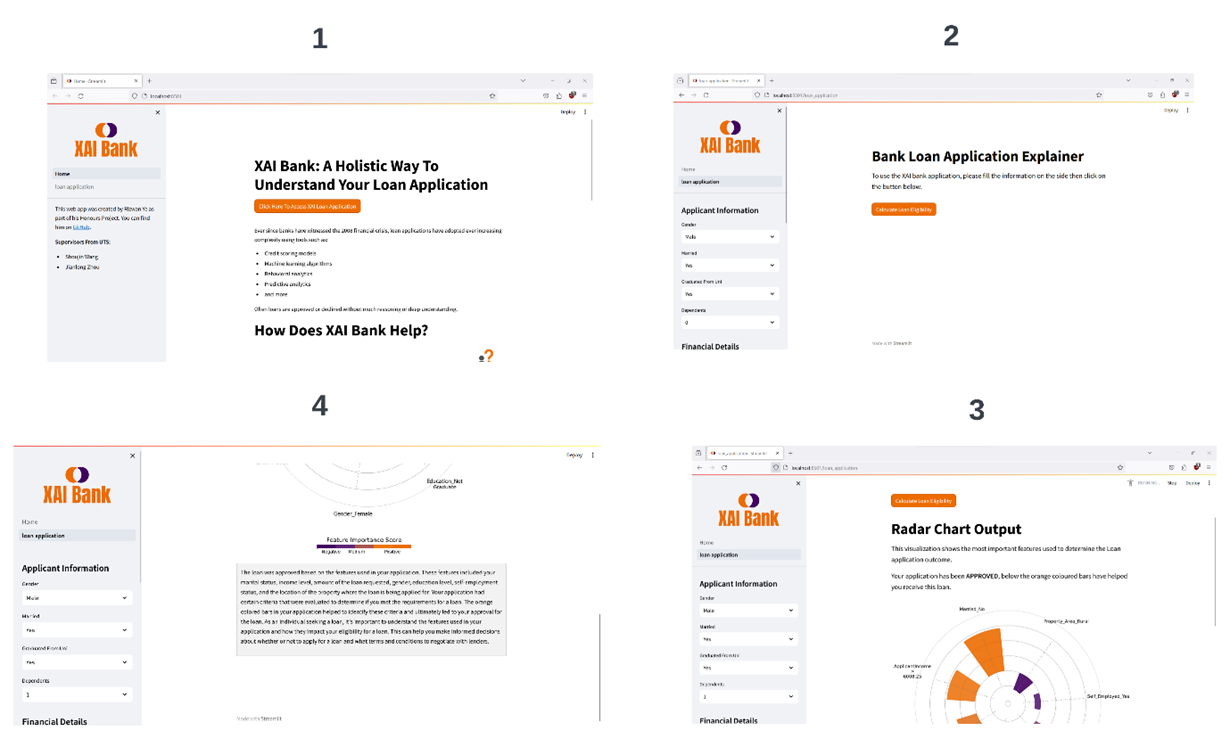 1
Home · Streamlit
localhost:8501
Deploy
XAI Bank
Home
loan application
This web app was created by Rizwan Ye as
part of his Honours Project. You can find
him on GitHub.
Supervisors From UTS:
Shoujin Wang
Jianlong Zhou
XAI Bank: A Holistic Way To
Understand Your Loan Application
Click Here To Access XAI Loan Application
Ever since banks have witnessed the 2008 financial crisis, loan applications have adopted ever increasing
complexity using tools such as:
Credit scoring models
Machine learning algorithms
Behavioral analytics
Predictive analytics
and more
Often loans are approved or declined without much reasoning or deep understanding.
How Does XAI Bank Help?
?
2
loan application · Streamlit
localhost:8501/loan_application
Deploy
XAI Bank
Home
loan application
Applicant Information
Gender
Male
Married
Yes
Graduated From Uni
Yes
Dependents
0
Financial Details
Bank Loan Application Explainer
To use the XAI bank application, please fill the information on the side then click on
the button below.
Calculate Loan Eligibility
Made with Streamlit
4
Deploy
XAI Bank
Home
loan application
Applicant Information
Gender
Male
Married
Yes
Graduated From Uni
Yes
Dependents
1
Financial Details
Education_Not
Graduate
Gender_Female
Feature Importance Score
Negative Medium Positive
The loan was approved based on the features used in your application. These features included your
marital status, income level, amount of the loan requested, gender, education level, self-employment
status, and the location of the property where the loan is being applied for. Your application had
certain criteria that were evaluated to determine if you met the requirements for a loan. The orange
colored bars in your application helped to identify these criteria and ultimately led to your approval for
the loan. As an individual seeking a loan, it's important to understand the features used in your
application and how they impact your eligibility for a loan. This can help you make informed decisions
about whether or not to apply for a loan and what terms and conditions to negotiate with lenders.
Made with Streamlit
3
loan_application · Streamlit
localhost:8501/loan_application
Stop Deploy
XAI Bank
Home
loan application
Applicant Information
Gender
Male
Married
Yes
Graduated From Uni
Yes
Dependents
1
Financial Details
Calculate Loan Eligibility
Radar Chart Output
This visualization shows the most important features used to determine the Loan
application outcome.
Your application has been APPROVED, below the orange coloured bars have helped
you receive this loan.
Married_No
Property_Area_Rural
ApplicantIncome
>
6008.25
Self_Employed_Yes